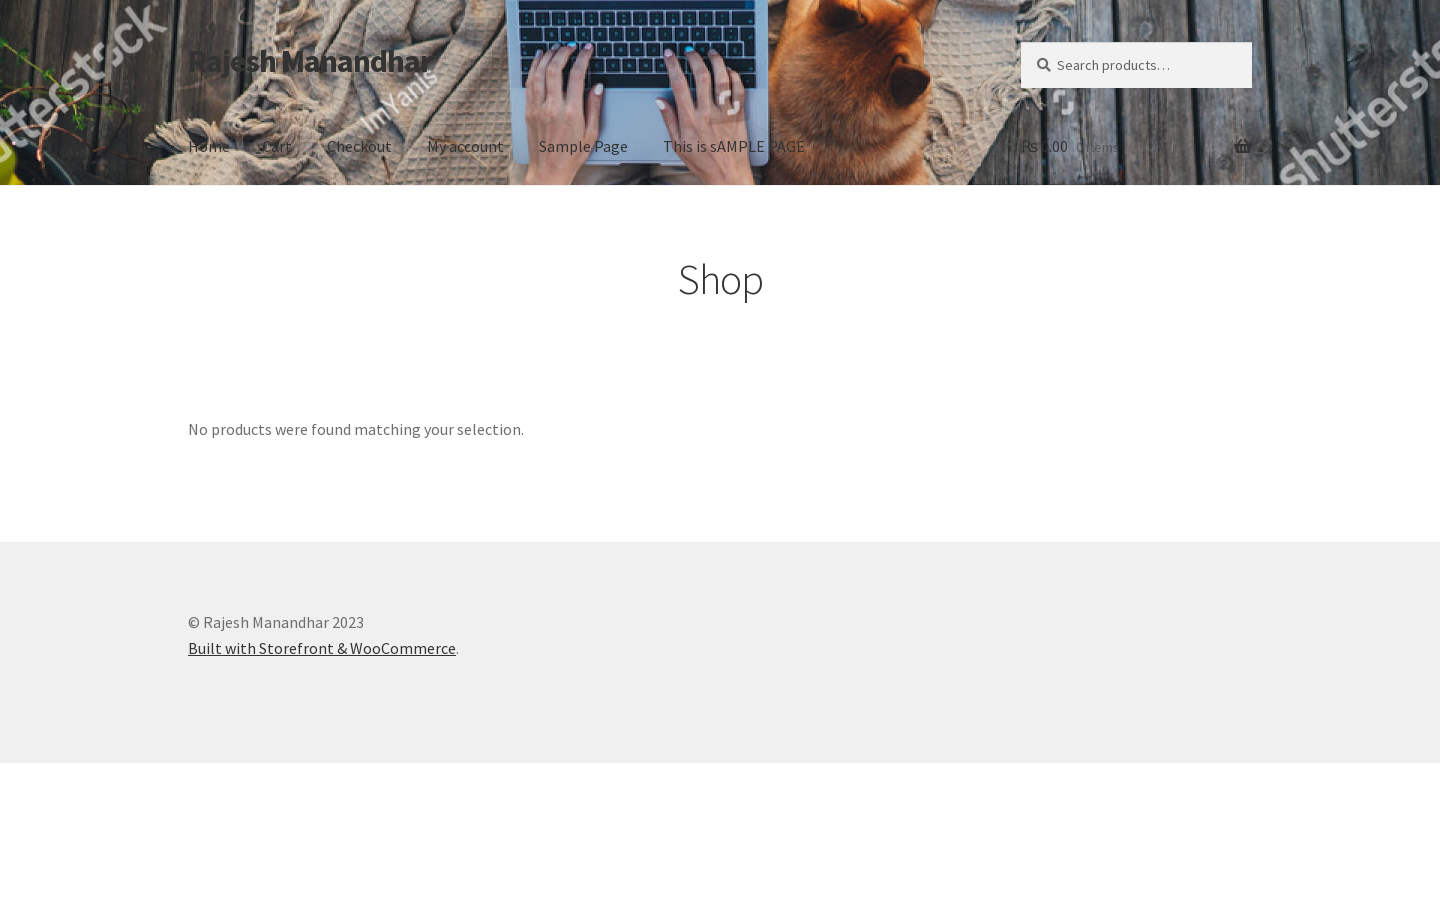 shutterstock
Rajesh Manandhar
ImYanis
Search products…
shutterstock
Home
Cart
Checkout
My account
Sample Page
This is sAMPLE PAGE
₨ 0.00 0 items
Shop
No products were found matching your selection.
© Rajesh Manandhar 2023
Built with Storefront & WooCommerce.